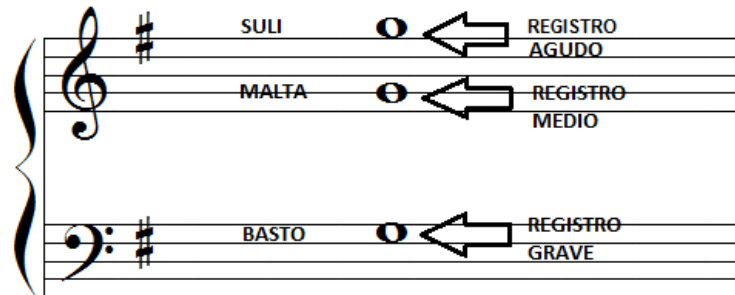 SULI REGISTRO
AGUDO
MALTA REGISTRO
MEDIO
BASTO REGISTRO
GRAVE